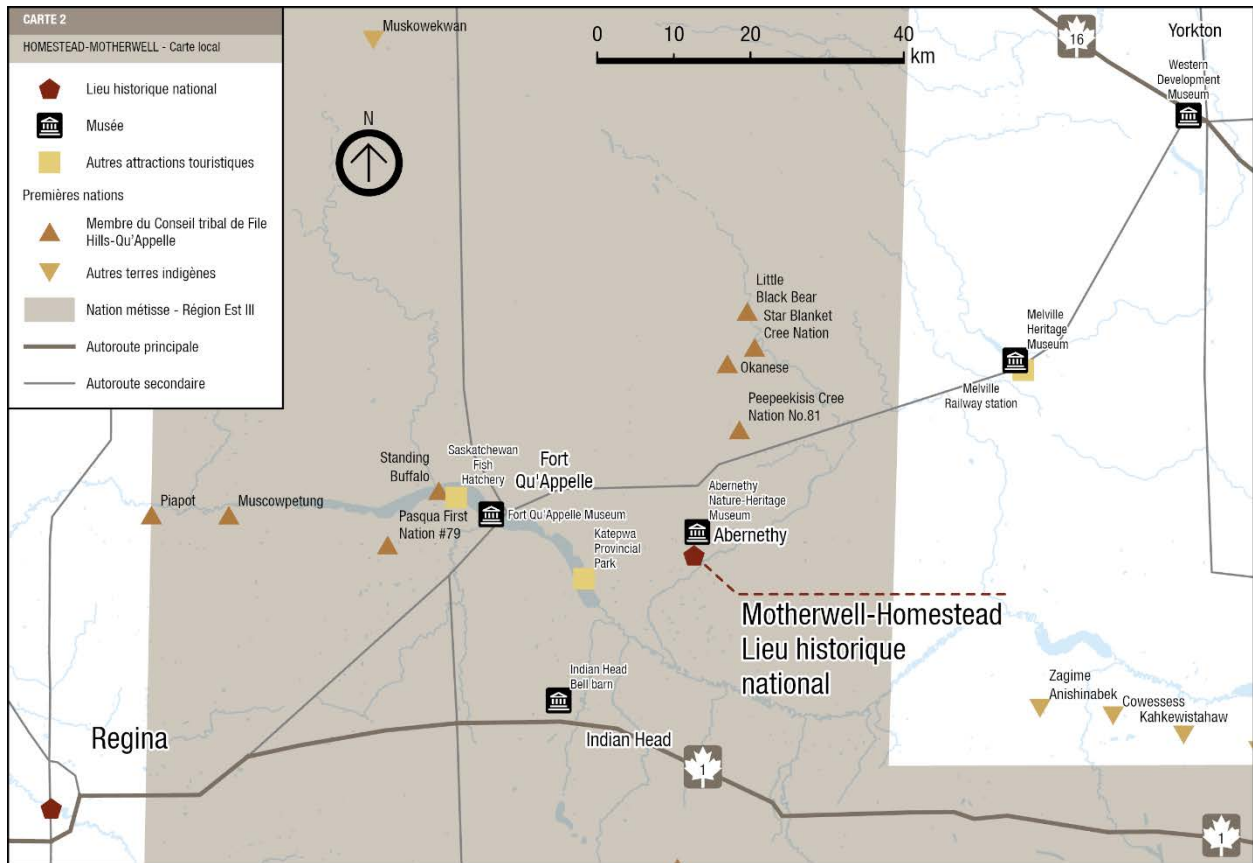 CARTE 2
HOMESTEAD-MOTHERWELL - Carte local
Lieu historique national
Musée
Autres attractions touristiques
Premières nations
Membre du Conseil tribal de File
Hills-Qu'Appelle
Autres terres indigènes
Nation métisse - Région Est III
Autoroute principale
Autoroute secondaire
Muskowekwan
N
0 10 20 40
km
16
Yorkton
Western
Development
Museum
Little
Black Bear
Star Blanket
Cree Nation
Okanese
Peepeekisis Cree
Nation No.81
Melville
Heritage
Museum
Melville
Railway station
Standing
Buffalo
Saskatchewan
Fish
Hatchery
Fort
Qu'Appelle
Piapot
Muscowpetung
Pasqua First
Nation #79
Fort Qu'Appelle Museum
Katepwa
Provincial
Park
Abernethy
Nature-Heritage
Museum
Abernethy
Motherwell-Homestead
Lieu historique
national
Indian Head
Bell barn
Zagime
Anishinabek
Cowessess
Kahkewistahaw
Regina
Indian Head
1
1